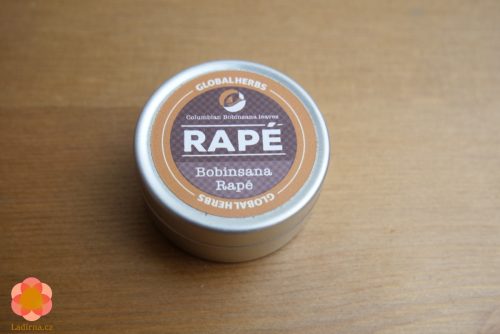 GLOBAL HERBS
Columbian Bobinsana leaves
RAPÉ
Bobinsana
Rapé
GLOBAL HERBS
Ladirna.cz